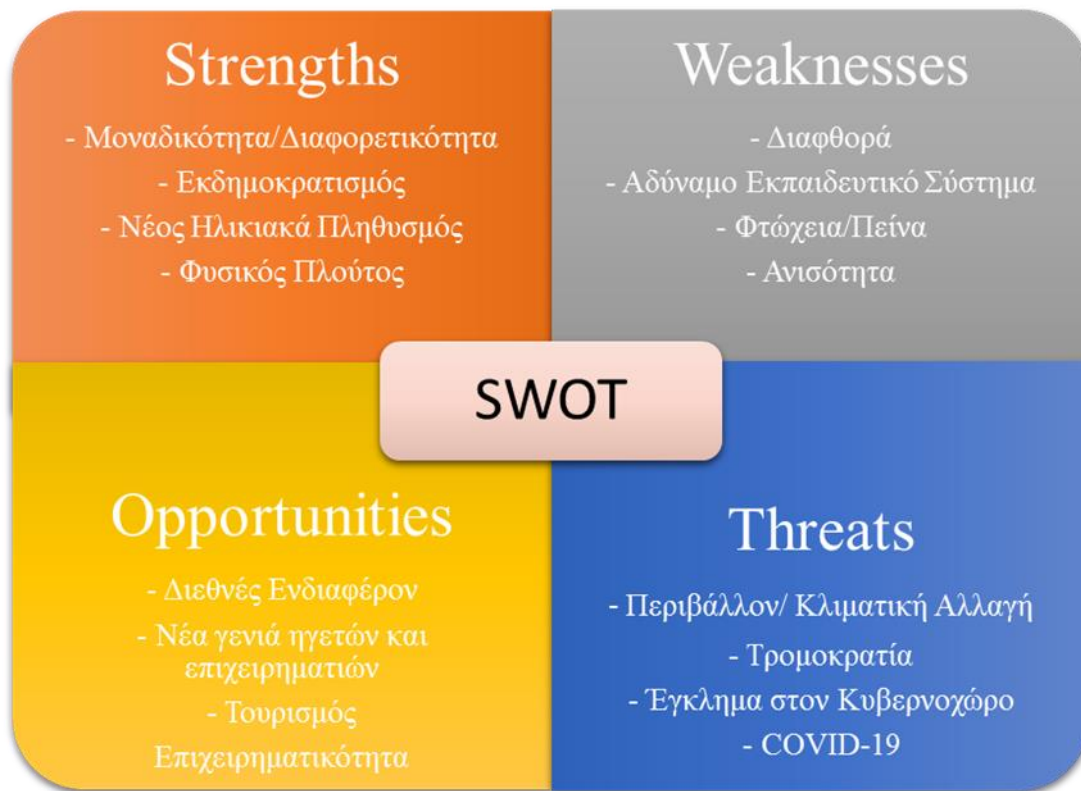 Strengths
- Μοναδικότητα/Διαφορετικότητα
- Εκδημοκρατισμός
- Νέος Ηλικιακά Πληθυσμός
- Φυσικός Πλούτος
Weaknesses
- Διαφθορά
- Αδύναμο Εκπαιδευτικό Σύστημα
- Φτώχεια/Πείνα
- Ανισότητα
SWOT
Opportunities
- Διεθνές Ενδιαφέρον
- Νέα γενιά ηγετών και
επιχειρηματιών
- Τουρισμός
Επιχειρηματικότητα
Threats
- Περιβάλλον/ Κλιματική Αλλαγή
- Τρομοκρατία
- Έγκλημα στον Κυβερνοχώρο
- COVID-19